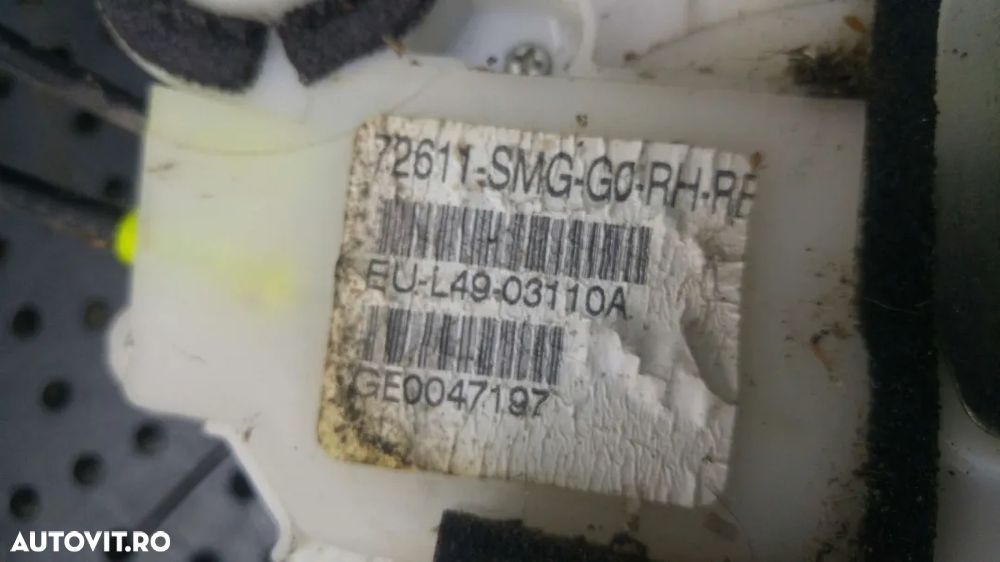 72611-SMG-G0-RH-RE
EU-L49-03110A
GE0047197
AUTOVIT.RO